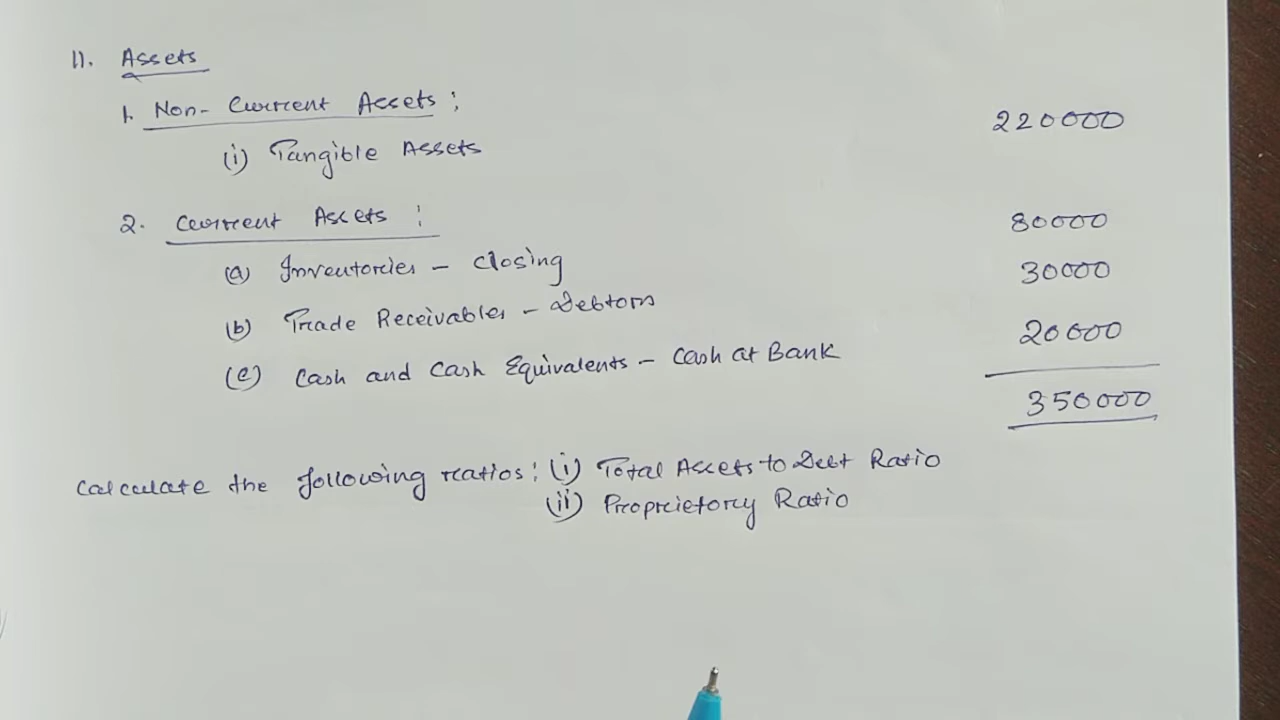 II. Assets
1. Non-Current Assets :
(i) Tangible Assets 220000
2. Current Assets :
(a) Inventories - closing 80000
(b) Trade Receivables - Debtors 30000
(c) Cash and Cash Equivalents - Cash at Bank 20000
350000
Calculate the following ratios : (i) Total Assets to Debt Ratio
(ii) Proprietory Ratio